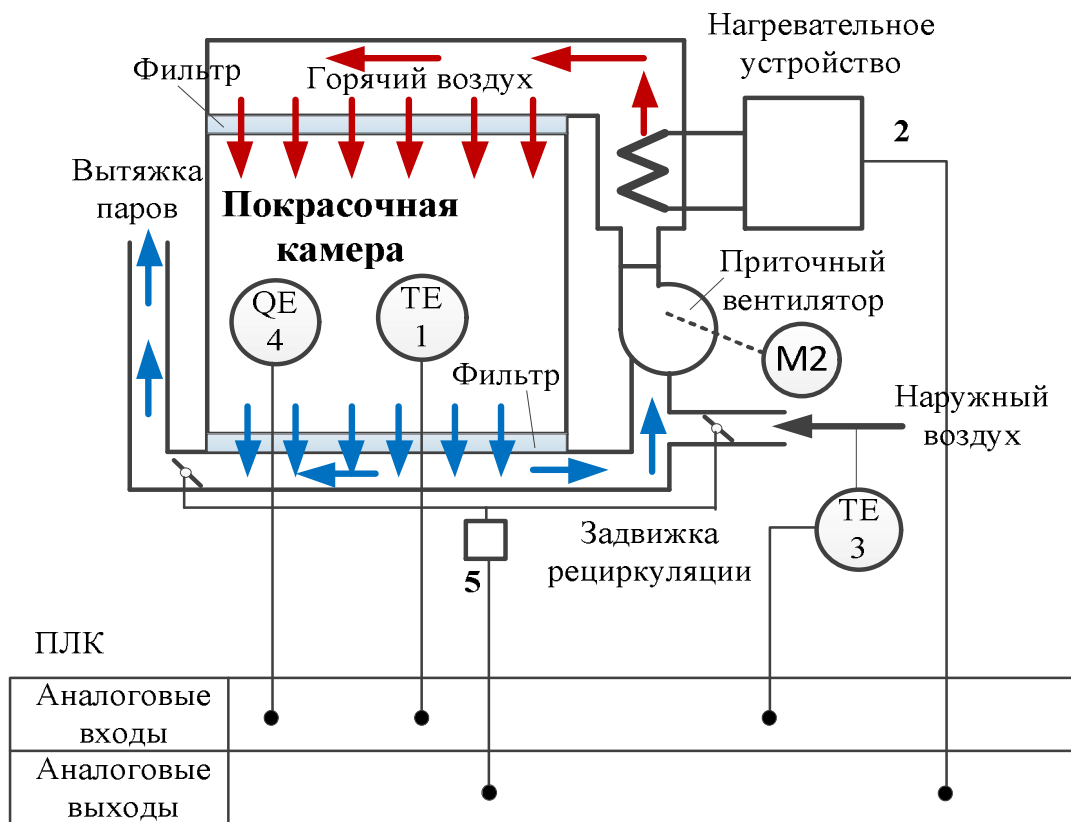 Нагревательное
устройство
Фильтр
Горячий воздух
2
Вытяжка
паров
Покрасочная
камера
Приточный
вентилятор
QE
4
TE
1
M2
Фильтр
Наружный
воздух
TE
3
Задвижка
рециркуляции
5
ПЛК
Аналоговые
входы
Аналоговые
выходы